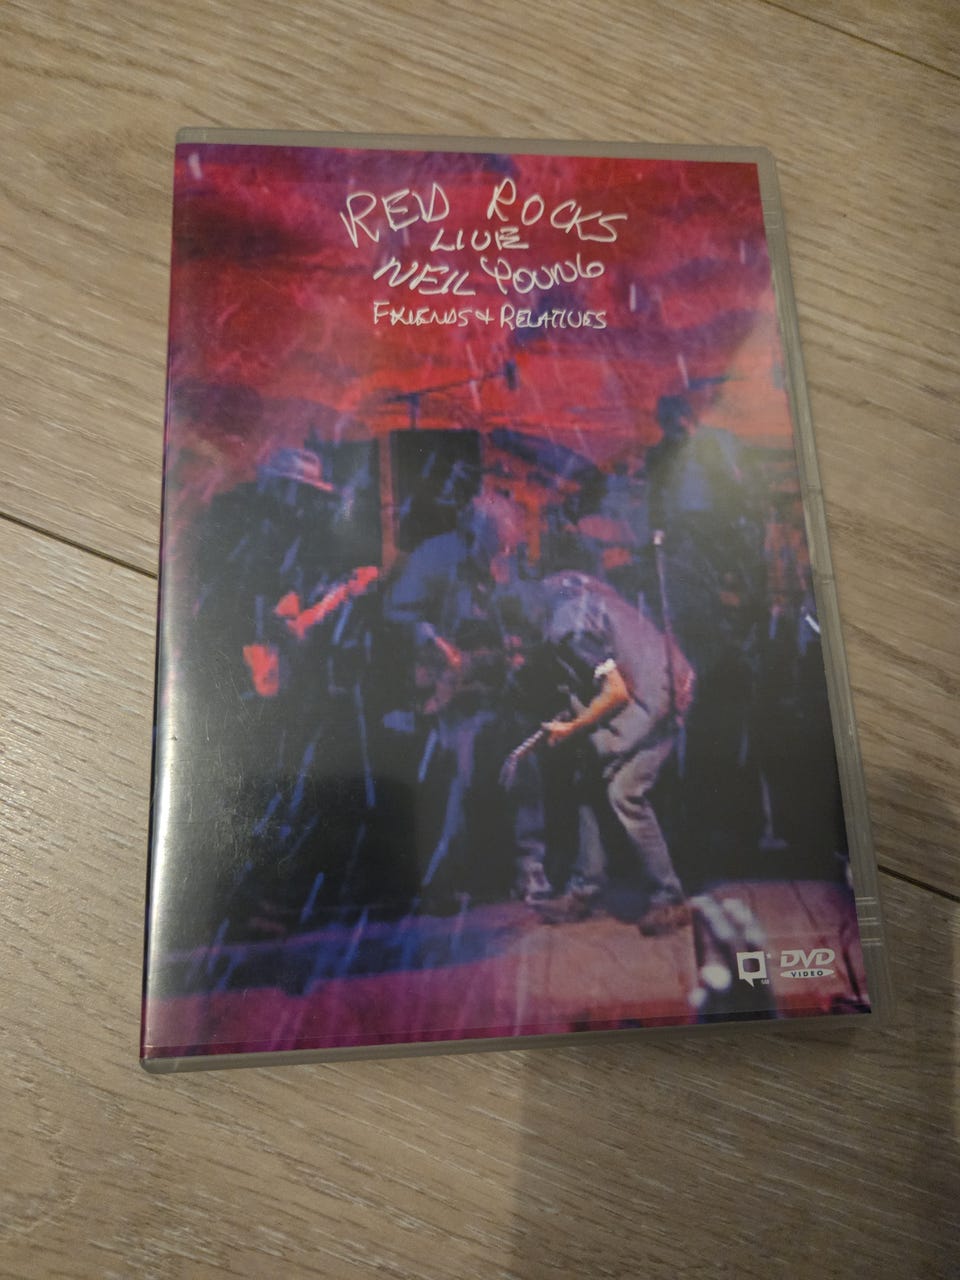 RED ROCKS
LIVE
NEIL YOUNG
FRIENDS + RELATIVES
DVD
VIDEO